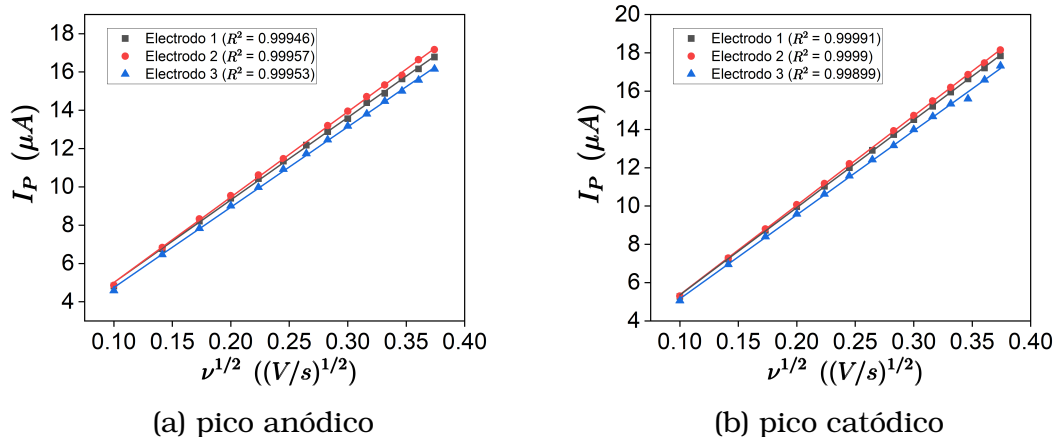 18
16
14
12
10
8
6
4
I_P (μA)
Electrodo 1 (R² = 0.99946)
Electrodo 2 (R² = 0.99957)
Electrodo 3 (R² = 0.99953)
0.10 0.15 0.20 0.25 0.30 0.35 0.40
ν^{1/2} ((V/s)^{1/2})
(a) pico anódico
20
18
16
14
12
10
8
6
4
I_P (μA)
Electrodo 1 (R² = 0.99991)
Electrodo 2 (R² = 0.9999)
Electrodo 3 (R² = 0.99899)
0.10 0.15 0.20 0.25 0.30 0.35 0.40
ν^{1/2} ((V/s)^{1/2})
(b) pico catódico